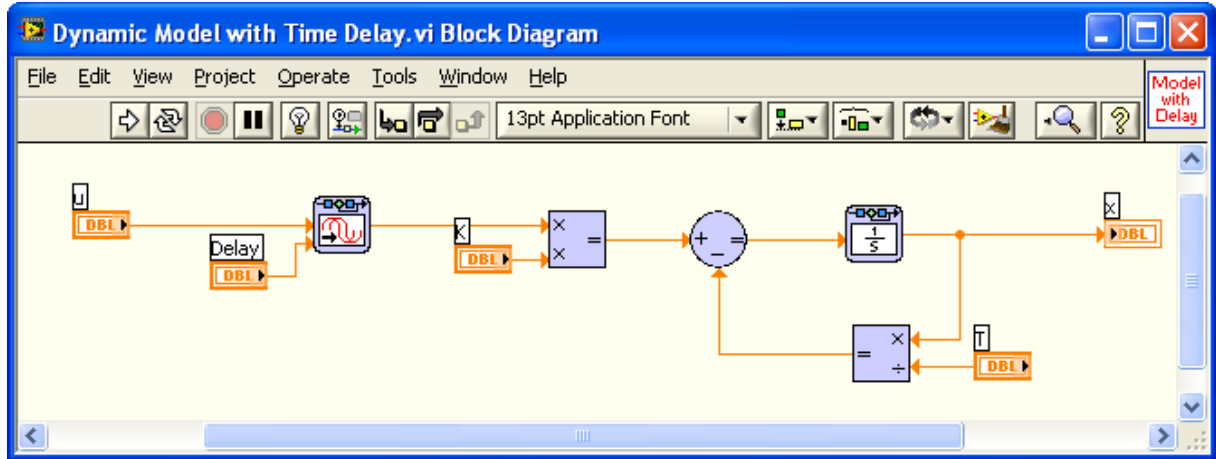 Dynamic Model with Time Delay.vi Block Diagram
File Edit View Project Operate Tools Window Help
Model
with
Delay
13pt Application Font
u
DBL
Delay
DBL
K
DBL
×
×
=
+
−
=
1
s
x
DBL
×
÷
=
T
DBL